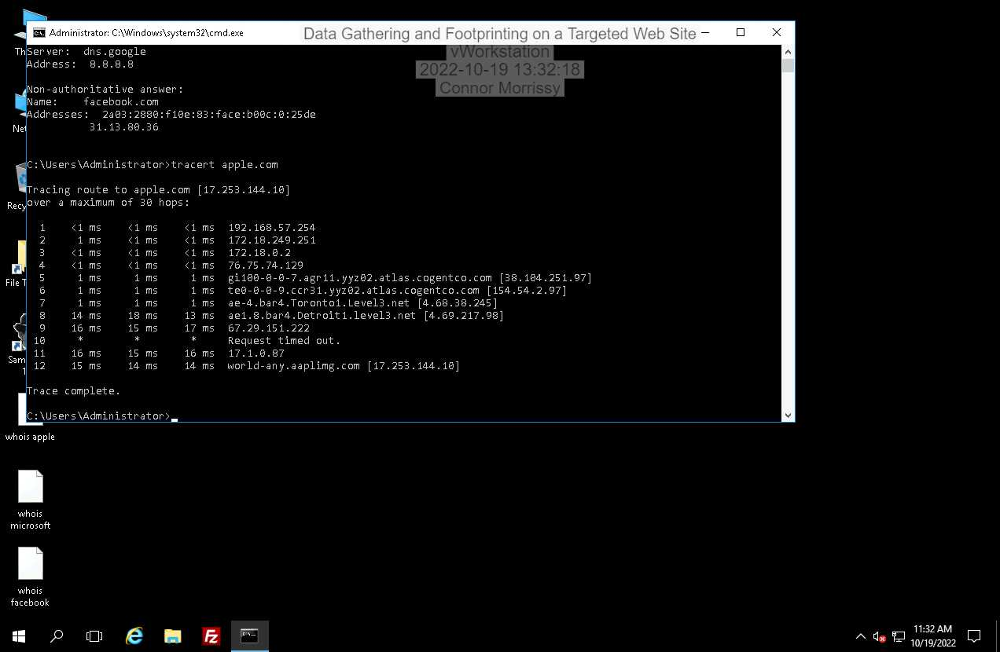 Administrator: C:\Windows\system32\cmd.exe
Data Gathering and Footprinting on a Targeted Web Site
vWorkstation
2022-10-19 13:32:18
Connor Morrissy
Server:  dns.google
Address:  8.8.8.8
Non-authoritative answer:
Name:    facebook.com
Addresses:  2a03:2880:f10e:83:face:b00c:0:25de
31.13.80.36
C:\Users\Administrator>tracert apple.com
Tracing route to apple.com [17.253.144.10]
over a maximum of 30 hops:
1    <1 ms    <1 ms    <1 ms  192.168.57.254
2     1 ms    <1 ms    <1 ms  172.18.249.251
3    <1 ms    <1 ms    <1 ms  172.18.0.2
4    <1 ms    <1 ms    <1 ms  76.75.74.129
5     1 ms     1 ms     1 ms  gi100-0-0-7.agr11.yyz02.atlas.cogentco.com [38.104.251.97]
6     1 ms     1 ms     1 ms  te0-0-0-9.ccr31.yyz02.atlas.cogentco.com [154.54.2.97]
7     1 ms     1 ms     1 ms  ae-4.bar4.Toronto1.Level3.net [4.68.38.245]
8    14 ms    18 ms    13 ms  ae1.8.bar4.Detroit1.level3.net [4.69.217.98]
9    16 ms    15 ms    17 ms  67.29.151.222
10     *        *        *     Request timed out.
11    16 ms    15 ms    16 ms  17.1.0.87
12    15 ms    14 ms    14 ms  world-any.aaplimg.com [17.253.144.10]
Trace complete.
C:\Users\Administrator>
Th
Net
Recy
File T
Sam
1
whois apple
whois
microsoft
whois
facebook
11:32 AM
10/19/2022